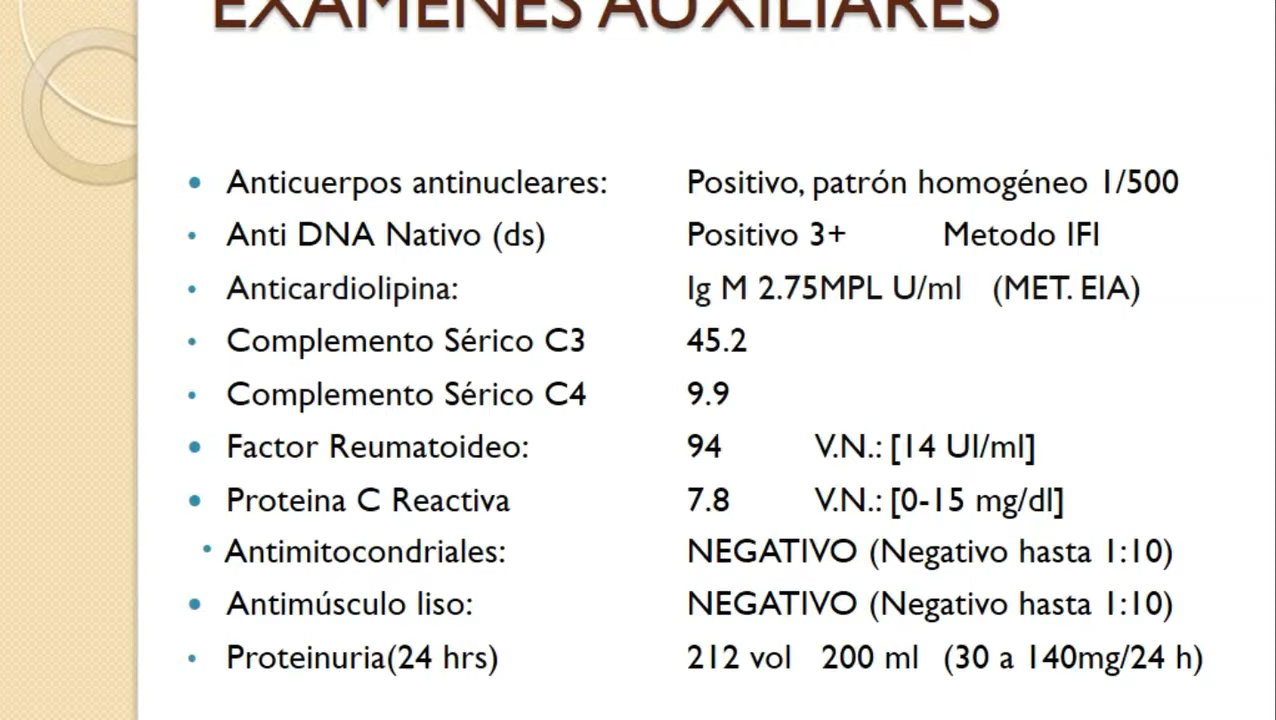 EXAMENES AUXILIARES
• Anticuerpos antinucleares: Positivo, patrón homogéneo 1/500
• Anti DNA Nativo (ds) Positivo 3+ Metodo IFI
• Anticardiolipina: Ig M 2.75MPL U/ml (MET. EIA)
• Complemento Sérico C3 45.2
• Complemento Sérico C4 9.9
• Factor Reumatoideo: 94 V.N.: [14 UI/ml]
• Proteina C Reactiva 7.8 V.N.: [0-15 mg/dl]
• Antimitocondriales: NEGATIVO (Negativo hasta 1:10)
• Antimúsculo liso: NEGATIVO (Negativo hasta 1:10)
• Proteinuria(24 hrs) 212 vol 200 ml (30 a 140mg/24 h)